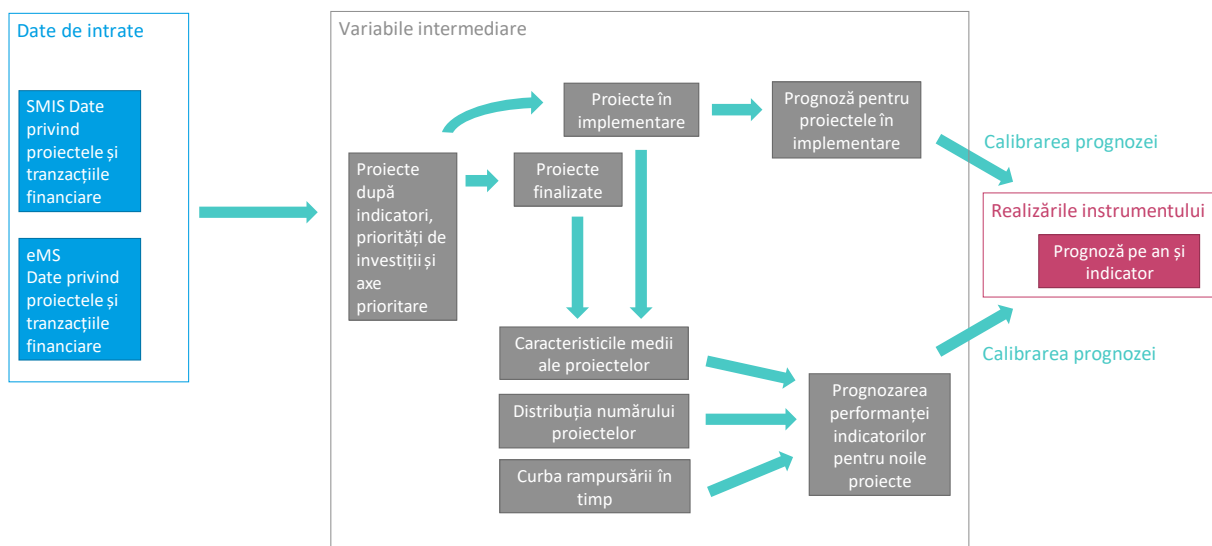 Date de intrate
SMIS Date
privind
proiectele și
tranzacțiile
financiare
eMS
Date privind
proiectele și
tranzacțiile
financiare
Variabile intermediare
Proiecte după
indicatori,
priorități de
investiții și
axe
prioritare
Proiecte în
implementare
Proiecte
finalizate
Prognoză pentru
proiectele în
implementare
Caracteristicile medii
ale proiectelor
Distribuția numărului
proiectelor
Curba rampursării în
timp
Prognozarea
performanței
indicatorilor
pentru noile
proiecte
Calibrarea prognozei
Realizările instrumentului
Prognoză pe an și
indicator
Calibrarea prognozei